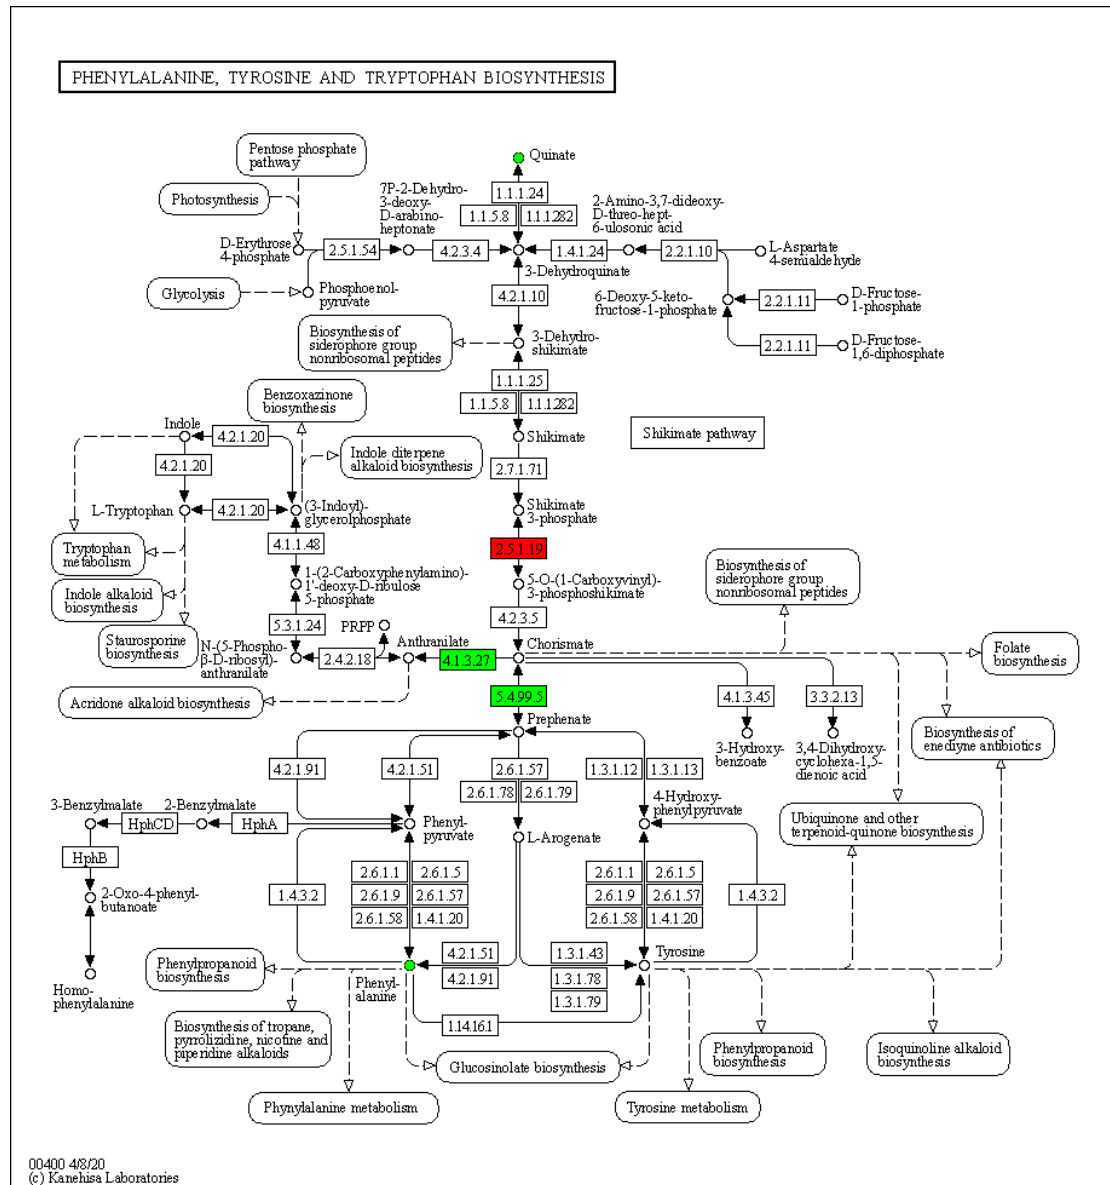 PHENYLALANINE, TYROSINE AND TRYPTOPHAN BIOSYNTHESIS
Pentose phosphate
pathway
Photosynthesis
Quinate
1.1.1.24
1.1.5.8
1.1.1.282
7P-2-Dehydro-
3-deoxy-
D-arabino-
heptonate
2-Amino-3,7-dideoxy-
D-threo-hept-
6-ulosonic acid
D-Erythrose
4-phosphate
2.5.1.54
4.2.3.4
1.4.1.24
2.2.1.10
L-Aspartate
4-semialdehyde
3-Dehydroquinate
Glycolysis
Phosphoenol-
pyruvate
4.2.1.10
6-Deoxy-5-keto-
fructose-1-phosphate
2.2.1.11
D-Fructose-
1-phosphate
Biosynthesis of
siderophore group
nonribosomal peptides
3-Dehydro-
shikimate
2.2.1.11
D-Fructose-
1,6-diphosphate
1.1.1.25
1.1.5.8
1.1.1.282
Benzoxazinone
biosynthesis
Indole
4.2.1.20
Shikimate
Shikimate pathway
4.2.1.20
Indole diterpene
alkaloid biosynthesis
2.7.1.71
L-Tryptophan
4.2.1.20
(3-Indoyl)-
glycerolphosphate
Shikimate
3-phosphate
Tryptophan
metabolism
4.1.1.48
2.5.1.19
Indole alkaloid
biosynthesis
1-(2-Carboxyphenylamino)-
1'-deoxy-D-ribulose
5-phosphate
5-O-(1-Carboxyvinyl)-
3-phosphoshikimate
Biosynthesis of
siderophore group
nonribosomal peptides
Staurosporine
biosynthesis
5.3.1.24
PRPP
4.2.3.5
N-(5-Phospho-
β-D-ribosyl)-
anthranilate
2.4.2.18
Anthranilate
4.1.3.27
Chorismate
Folate
biosynthesis
Acridone alkaloid biosynthesis
5.4.99.5
4.1.3.45
3.3.2.13
Prephenate
3-Hydroxy-
benzoate
3,4-Dihydroxy-
cyclohexa-1,5-
dienoic acid
Biosynthesis of
enediyne antibiotics
4.2.1.91
4.2.1.51
2.6.1.57
2.6.1.78
2.6.1.79
1.3.1.12
1.3.1.13
3-Benzylmalate
2-Benzylmalate
HphCD
HphA
Phenyl-
pyruvate
L-Arogenate
4-Hydroxy-
phenylpyruvate
Ubiquinone and other
terpenoid-quinone biosynthesis
HphB
2-Oxo-4-phenyl-
butanoate
1.4.3.2
2.6.1.1
2.6.1.5
2.6.1.9
2.6.1.57
2.6.1.58
1.4.1.20
2.6.1.1
2.6.1.5
2.6.1.9
2.6.1.57
2.6.1.58
1.4.1.20
1.4.3.2
Homo-
phenylalanine
Phenylpropanoid
biosynthesis
Phenyl-
alanine
4.2.1.51
4.2.1.91
1.3.1.43
1.3.1.78
1.3.1.79
Tyrosine
Biosynthesis of tropane,
pyrrolizidine, nicotine and
piperidine alkaloids
1.14.16.1
Glucosinolate biosynthesis
Phenylpropanoid
biosynthesis
Isoquinoline alkaloid
biosynthesis
Phynylalanine metabolism
Tyrosine metabolism
00400 4/8/20
(c) Kanehisa Laboratories